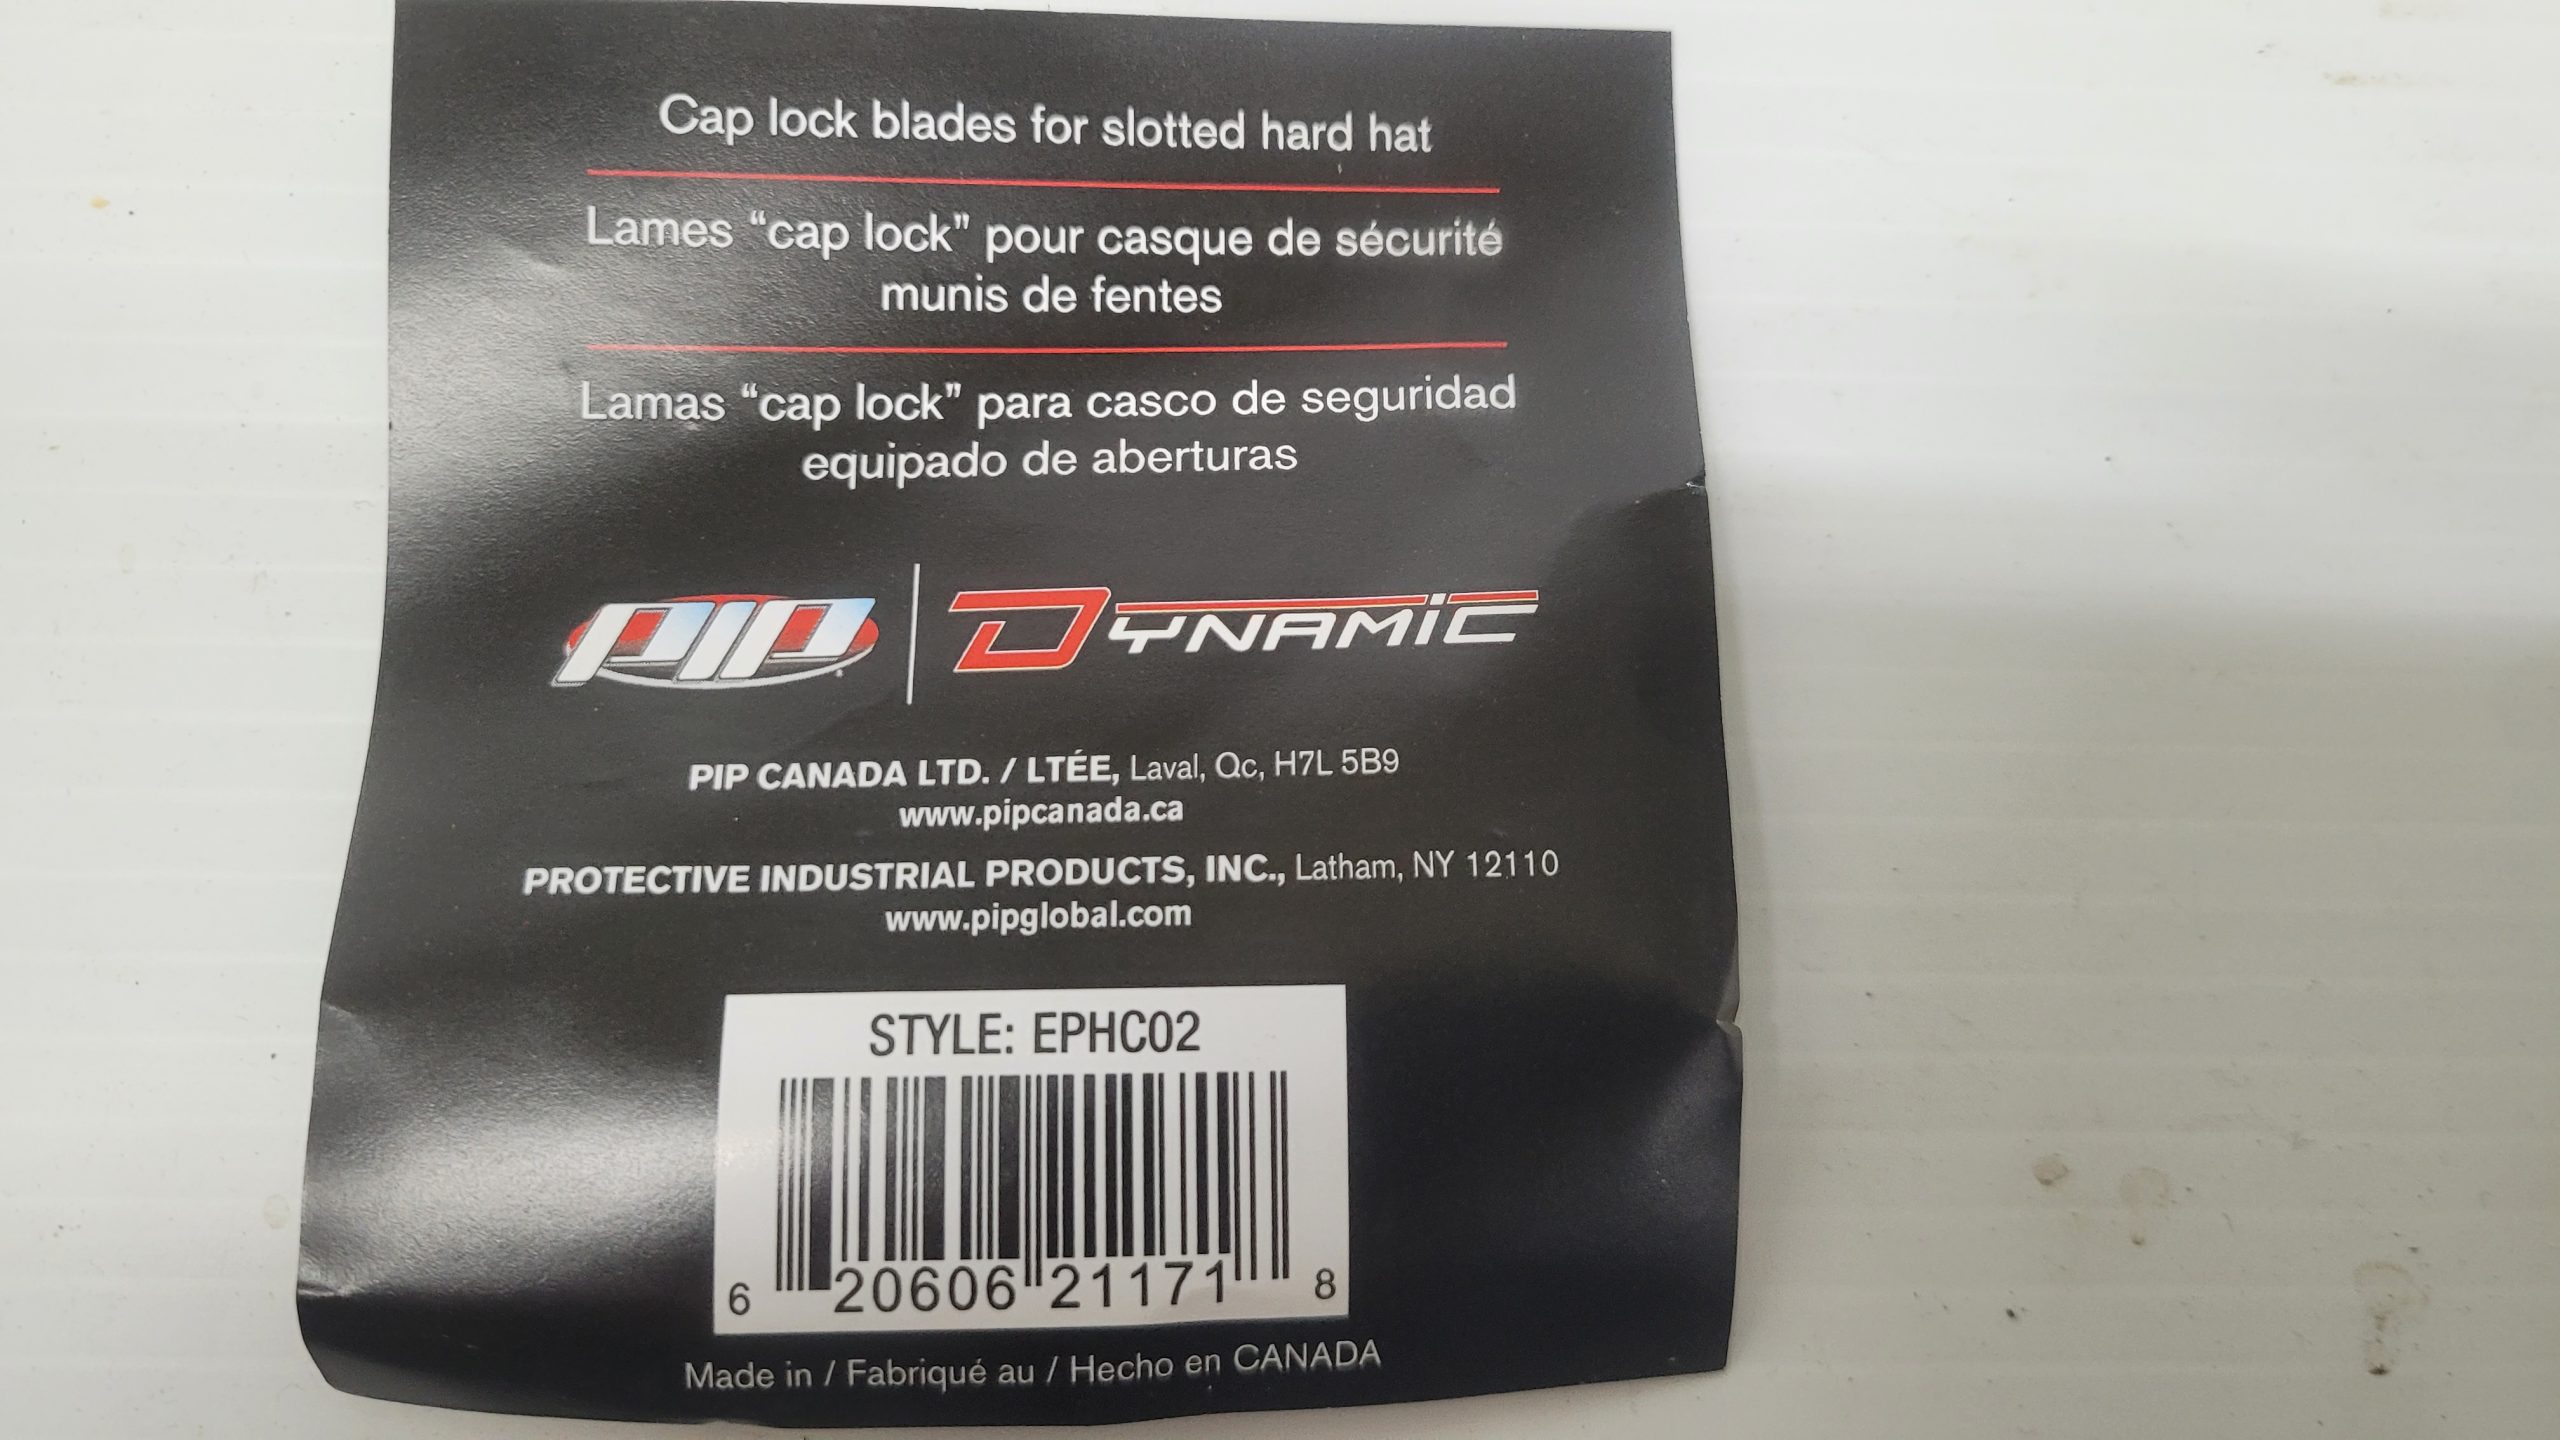 Cap lock blades for slotted hard hat
Lames “cap lock” pour casque de sécurité
munis de fentes
Lamas “cap lock” para casco de seguridad
equipado de aberturas
PIP | DYNAMIC
PIP CANADA LTD. / LTÉE, Laval, Qc, H7L 5B9
www.pipcanada.ca
PROTECTIVE INDUSTRIAL PRODUCTS, INC., Latham, NY 12110
www.pipglobal.com
STYLE: EPHC02
6 20606 21171 8
Made in / Fabriqué au / Hecho en CANADA